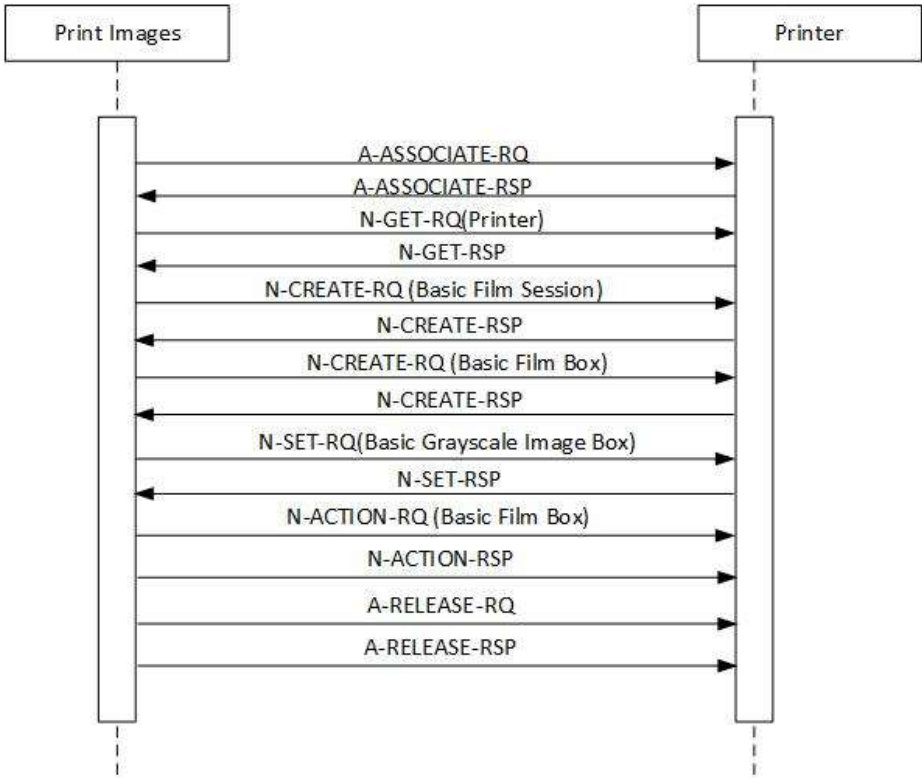 Print Images
Printer
A-ASSOCIATE-RQ
A-ASSOCIATE-RSP
N-GET-RQ(Printer)
N-GET-RSP
N-CREATE-RQ (Basic Film Session)
N-CREATE-RSP
N-CREATE-RQ (Basic Film Box)
N-CREATE-RSP
N-SET-RQ(Basic Grayscale Image Box)
N-SET-RSP
N-ACTION-RQ (Basic Film Box)
N-ACTION-RSP
A-RELEASE-RQ
A-RELEASE-RSP